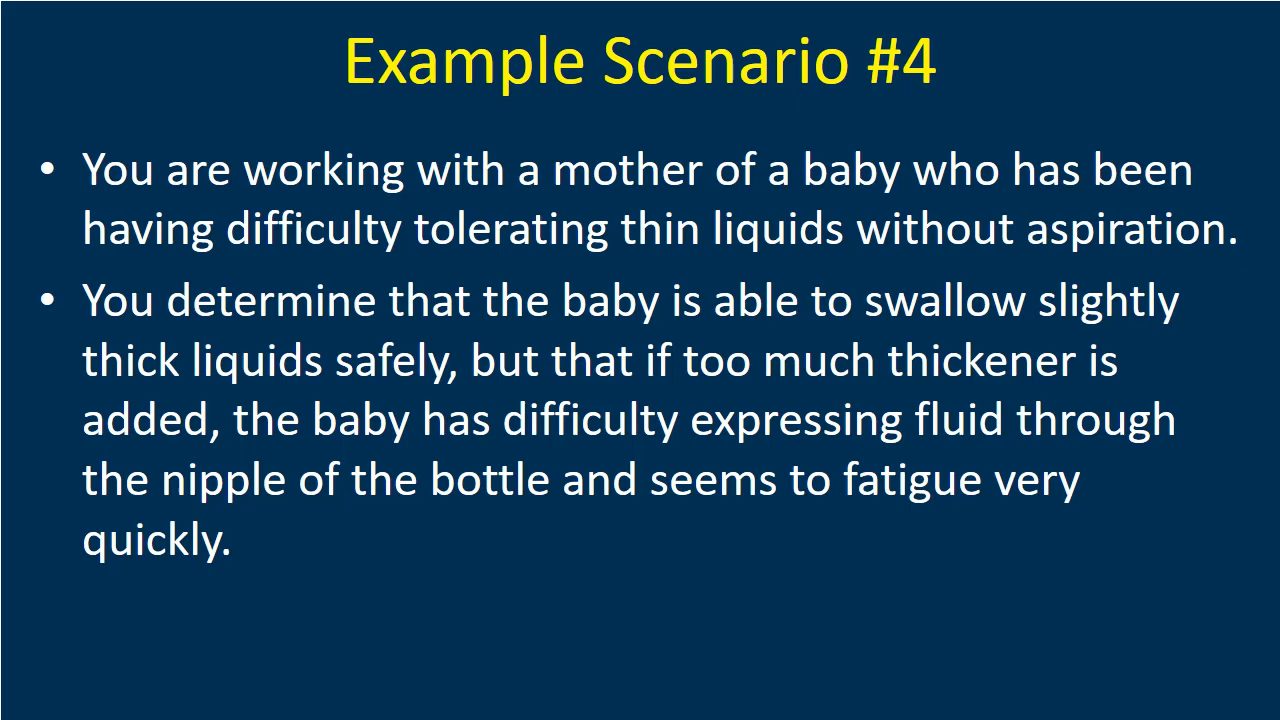 Example Scenario #4
• You are working with a mother of a baby who has been
having difficulty tolerating thin liquids without aspiration.
• You determine that the baby is able to swallow slightly
thick liquids safely, but that if too much thickener is
added, the baby has difficulty expressing fluid through
the nipple of the bottle and seems to fatigue very
quickly.